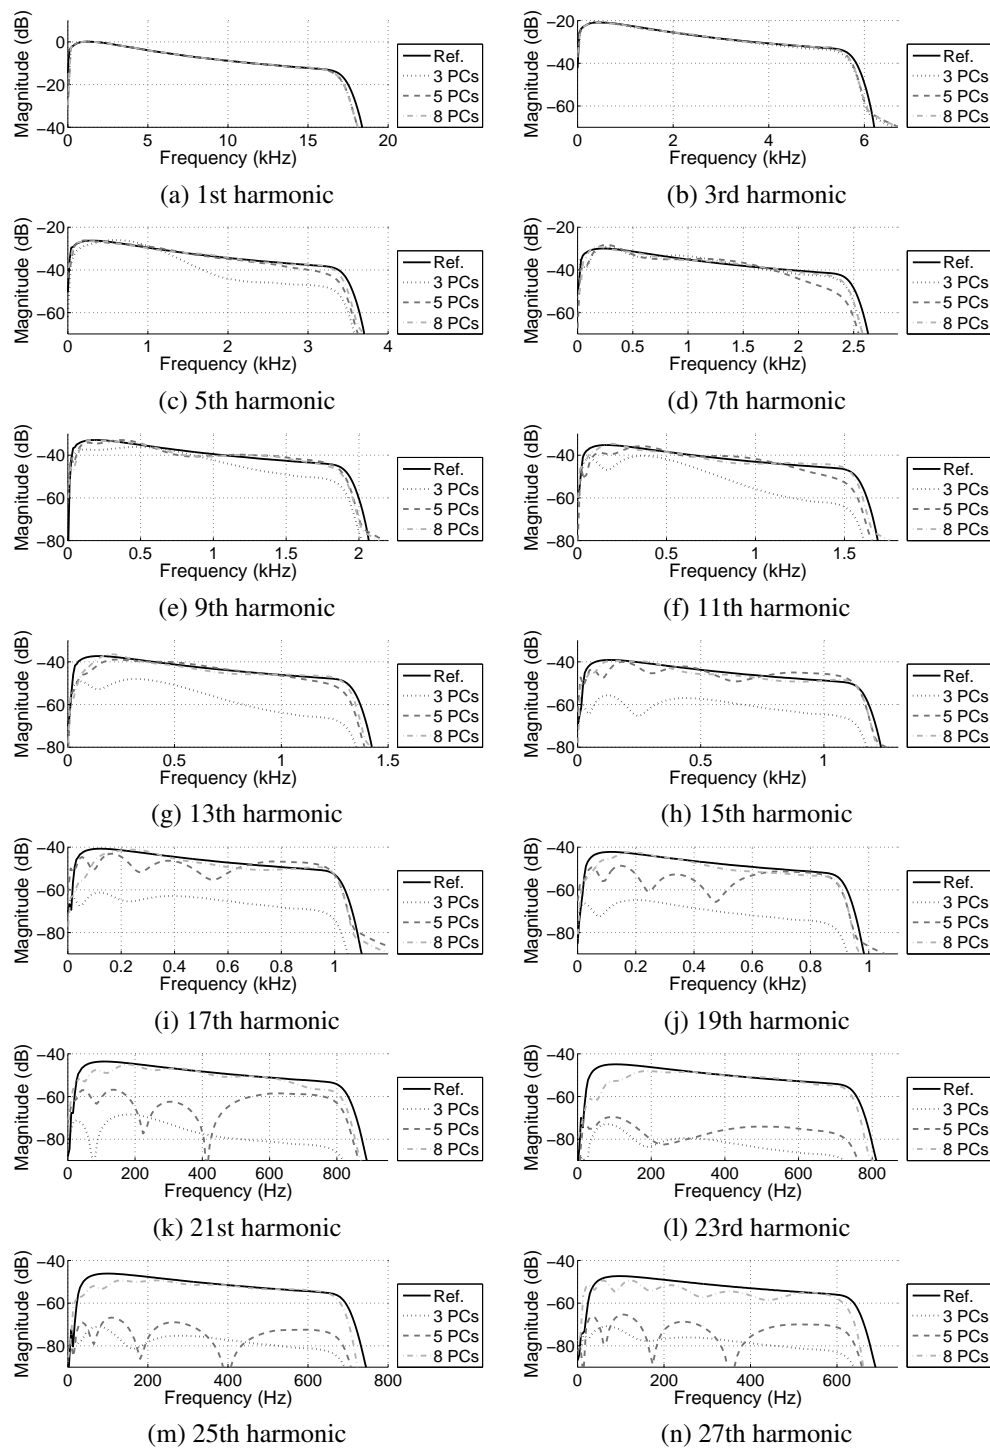 Magnitude (dB)
0
−20
−40
0 5 10 15 20
Frequency (kHz)
Ref.
3 PCs
5 PCs
8 PCs
(a) 1st harmonic
Magnitude (dB)
−20
−40
−60
0 2 4 6
Frequency (kHz)
Ref.
3 PCs
5 PCs
8 PCs
(b) 3rd harmonic
Magnitude (dB)
−20
−40
−60
0 1 2 3 4
Frequency (kHz)
Ref.
3 PCs
5 PCs
8 PCs
(c) 5th harmonic
Magnitude (dB)
−20
−40
−60
0 0.5 1 1.5 2 2.5
Frequency (kHz)
Ref.
3 PCs
5 PCs
8 PCs
(d) 7th harmonic
Magnitude (dB)
−40
−60
−80
0 0.5 1 1.5 2
Frequency (kHz)
Ref.
3 PCs
5 PCs
8 PCs
(e) 9th harmonic
Magnitude (dB)
−40
−60
−80
0 0.5 1 1.5
Frequency (kHz)
Ref.
3 PCs
5 PCs
8 PCs
(f) 11th harmonic
Magnitude (dB)
−40
−60
−80
0 0.5 1 1.5
Frequency (kHz)
Ref.
3 PCs
5 PCs
8 PCs
(g) 13th harmonic
Magnitude (dB)
−40
−60
−80
0 0.5 1
Frequency (kHz)
Ref.
3 PCs
5 PCs
8 PCs
(h) 15th harmonic
Magnitude (dB)
−40
−60
−80
0 0.2 0.4 0.6 0.8 1
Frequency (kHz)
Ref.
3 PCs
5 PCs
8 PCs
(i) 17th harmonic
Magnitude (dB)
−40
−60
−80
0 0.2 0.4 0.6 0.8 1
Frequency (kHz)
Ref.
3 PCs
5 PCs
8 PCs
(j) 19th harmonic
Magnitude (dB)
−40
−60
−80
0 200 400 600 800
Frequency (Hz)
Ref.
3 PCs
5 PCs
8 PCs
(k) 21st harmonic
Magnitude (dB)
−40
−60
−80
0 200 400 600 800
Frequency (Hz)
Ref.
3 PCs
5 PCs
8 PCs
(l) 23rd harmonic
Magnitude (dB)
−40
−60
−80
0 200 400 600 800
Frequency (Hz)
Ref.
3 PCs
5 PCs
8 PCs
(m) 25th harmonic
Magnitude (dB)
−40
−60
−80
0 200 400 600
Frequency (Hz)
Ref.
3 PCs
5 PCs
8 PCs
(n) 27th harmonic